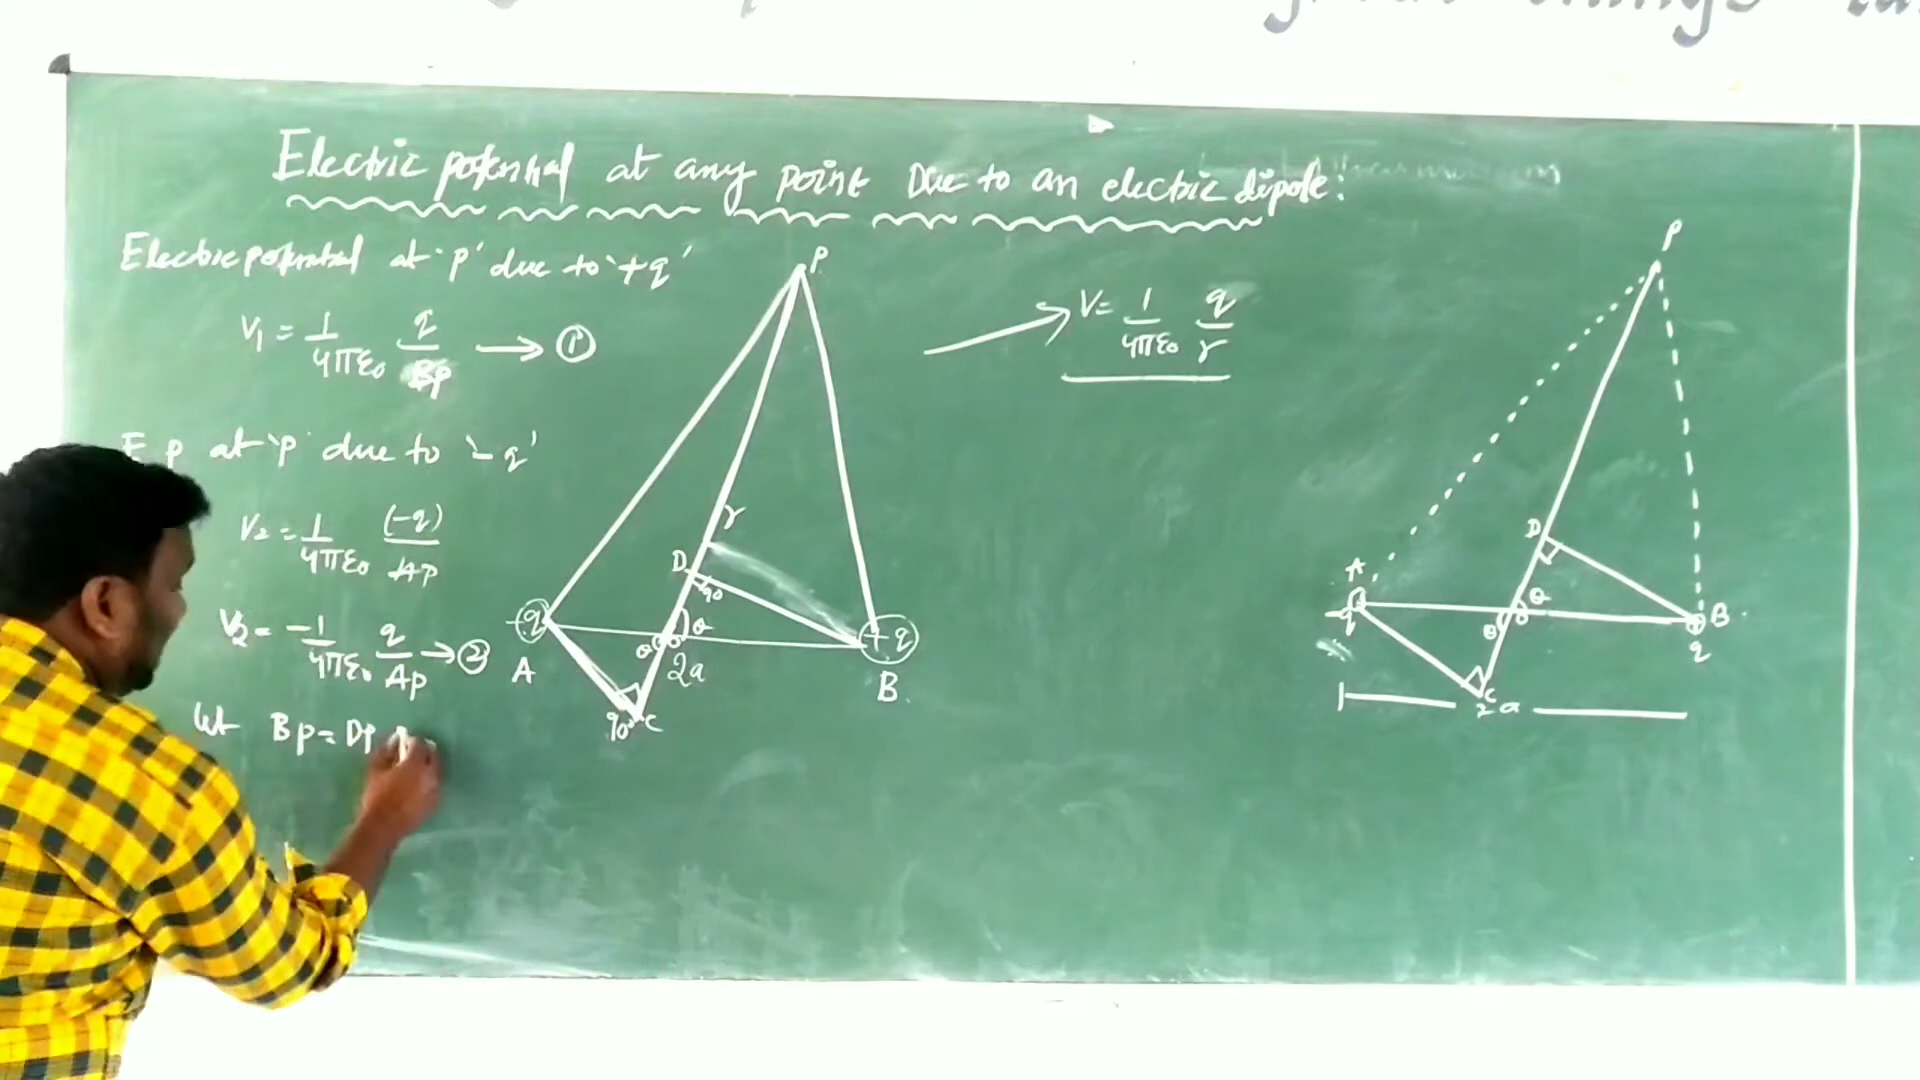 Electric potential at any point Due to an electric dipole:
Electric potential at 'p' due to '+q'
V₁ = 1/4πε₀ q/BP → ①
E.p at 'p' due to '-q'
V₂ = 1/4πε₀ (-q)/AP
V₂ = -1/4πε₀ q/AP → ②
let Bp = Dp
P
r
D
90
θ
θ
-q
+q
A
2a
B
90°
C
V = 1/4πε₀ q/r
P
D
A
θ
B
-q
θ
q
C
2a